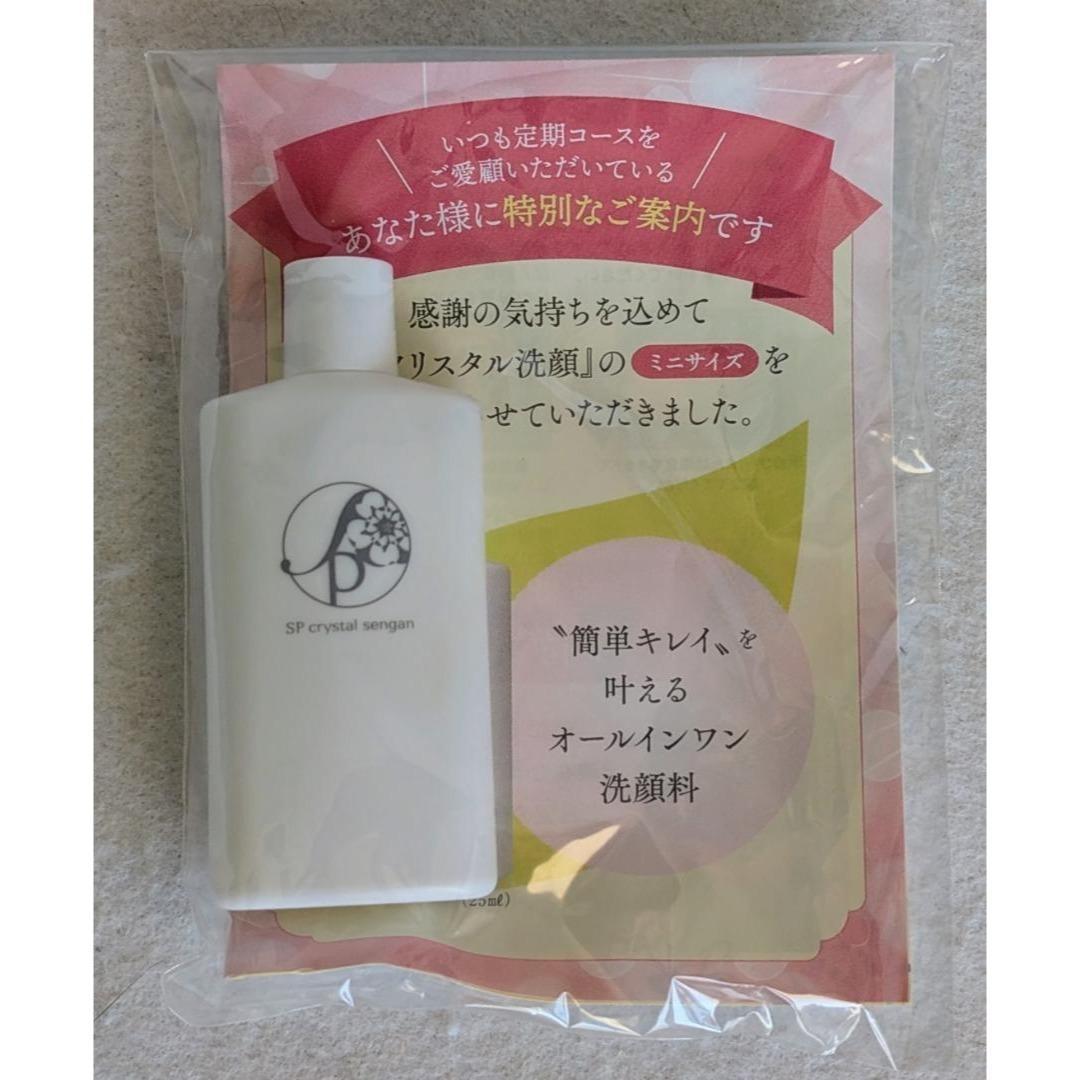 いつも定期コースを
ご愛顧いただいている
あなた様に特別なご案内です
感謝の気持ちを込めて
リスタル洗顔』の ミニサイズ を
せていただきました。
SP
SP crystal sengan
〝簡単キレイ〟を
叶える
オールインワン
洗顔料
(25㎖)